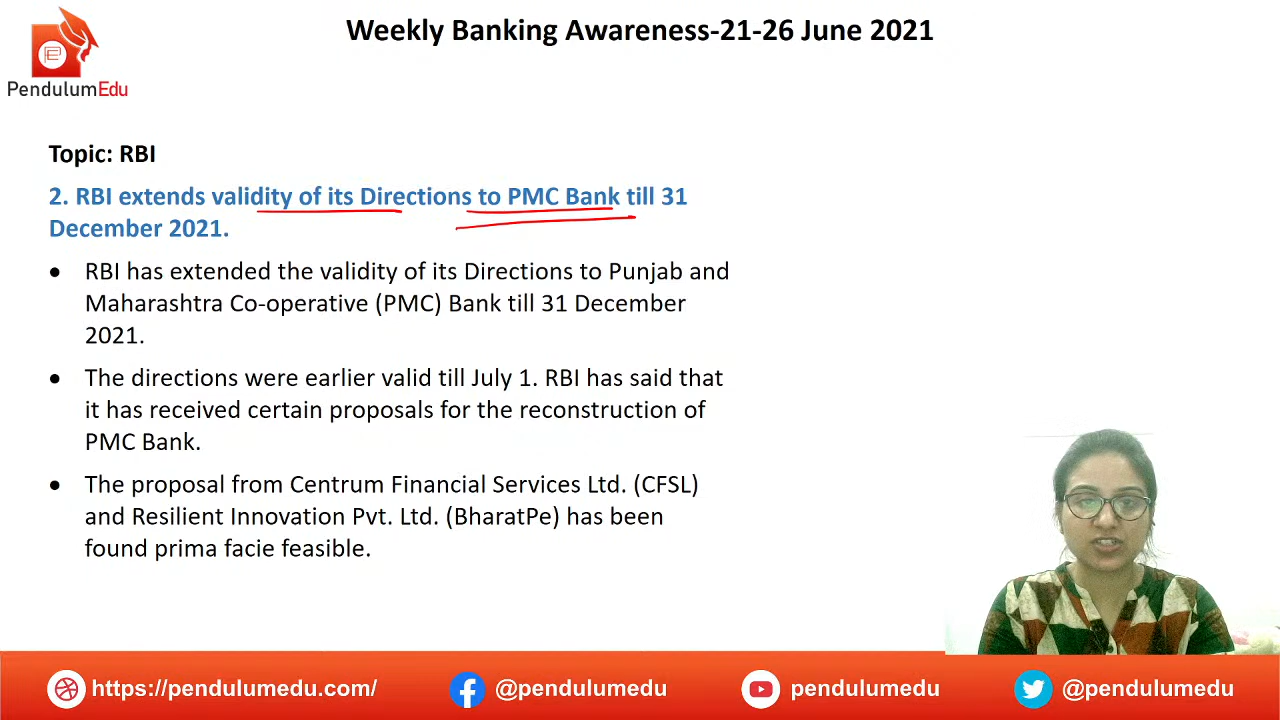 Weekly Banking Awareness-21-26 June 2021
PendulumEdu
Topic: RBI
2. RBI extends validity of its Directions to PMC Bank till 31
December 2021.
• RBI has extended the validity of its Directions to Punjab and
Maharashtra Co-operative (PMC) Bank till 31 December
2021.
• The directions were earlier valid till July 1. RBI has said that
it has received certain proposals for the reconstruction of
PMC Bank.
• The proposal from Centrum Financial Services Ltd. (CFSL)
and Resilient Innovation Pvt. Ltd. (BharatPe) has been
found prima facie feasible.
https://pendulumedu.com/ @pendulumedu pendulumedu @pendulumedu